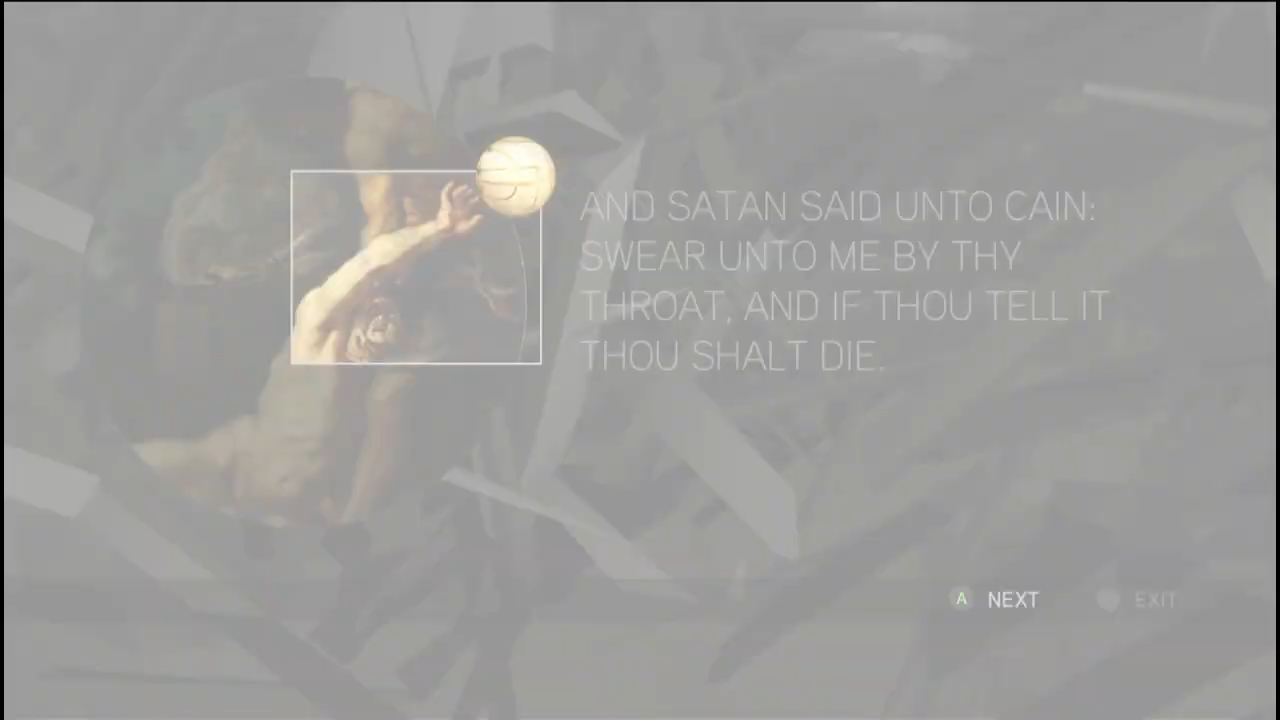 AND SATAN SAID UNTO CAIN:
SWEAR UNTO ME BY THY
THROAT, AND IF THOU TELL IT
THOU SHALT DIE.
A NEXT EXIT